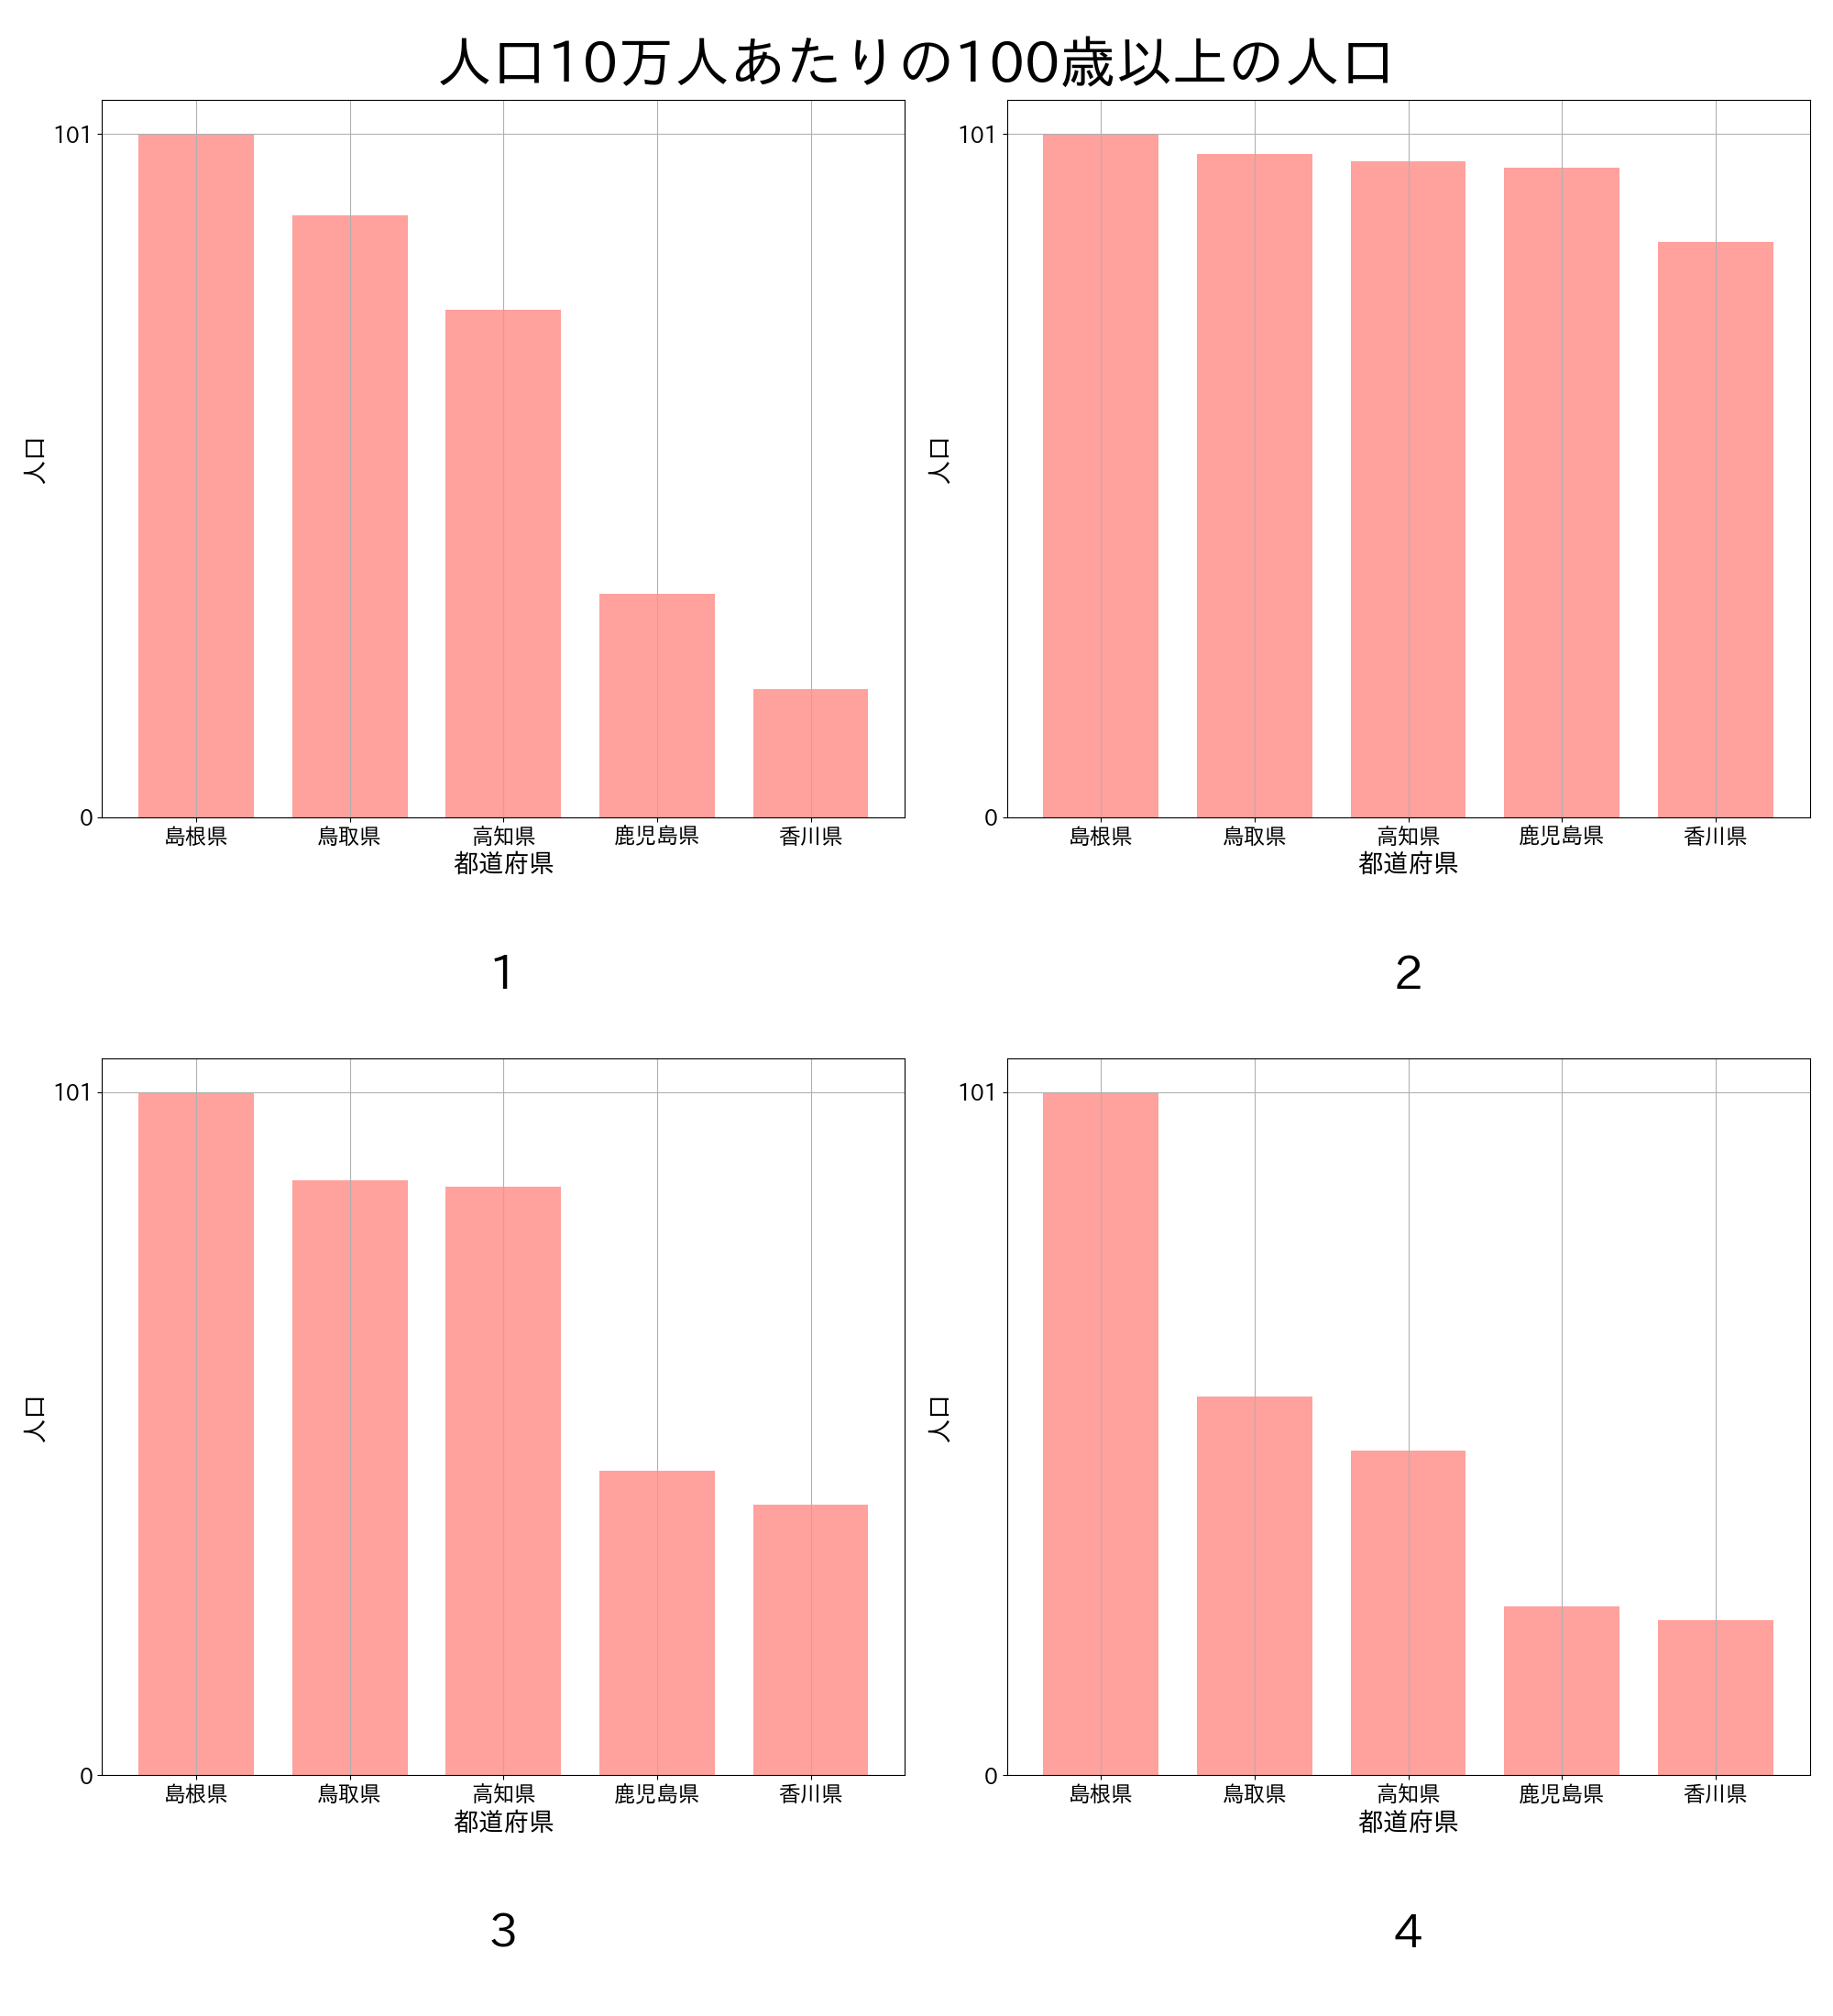 人口10万人あたりの100歳以上の人口
101
人口
0
島根県 鳥取県 高知県 鹿児島県 香川県
都道府県
1
101
人口
0
島根県 鳥取県 高知県 鹿児島県 香川県
都道府県
2
101
人口
0
島根県 鳥取県 高知県 鹿児島県 香川県
都道府県
3
101
人口
0
島根県 鳥取県 高知県 鹿児島県 香川県
都道府県
4